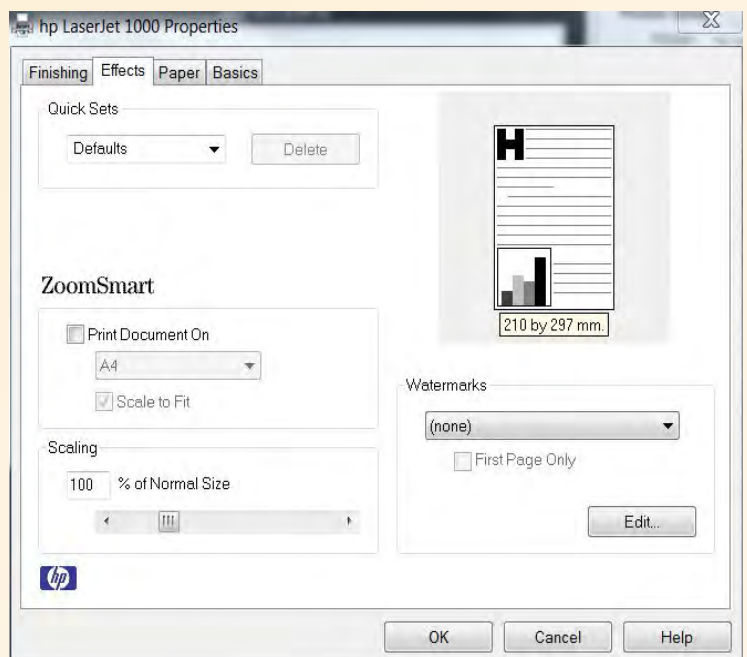 hp LaserJet 1000 Properties
Finishing Effects Paper Basics
Quick Sets
Defaults
Delete
H
210 by 297 mm.
ZoomSmart
Print Document On
A4
Scale to Fit
Scaling
100 % of Normal Size
Watermarks
(none)
First Page Only
Edit...
hp
OK Cancel Help